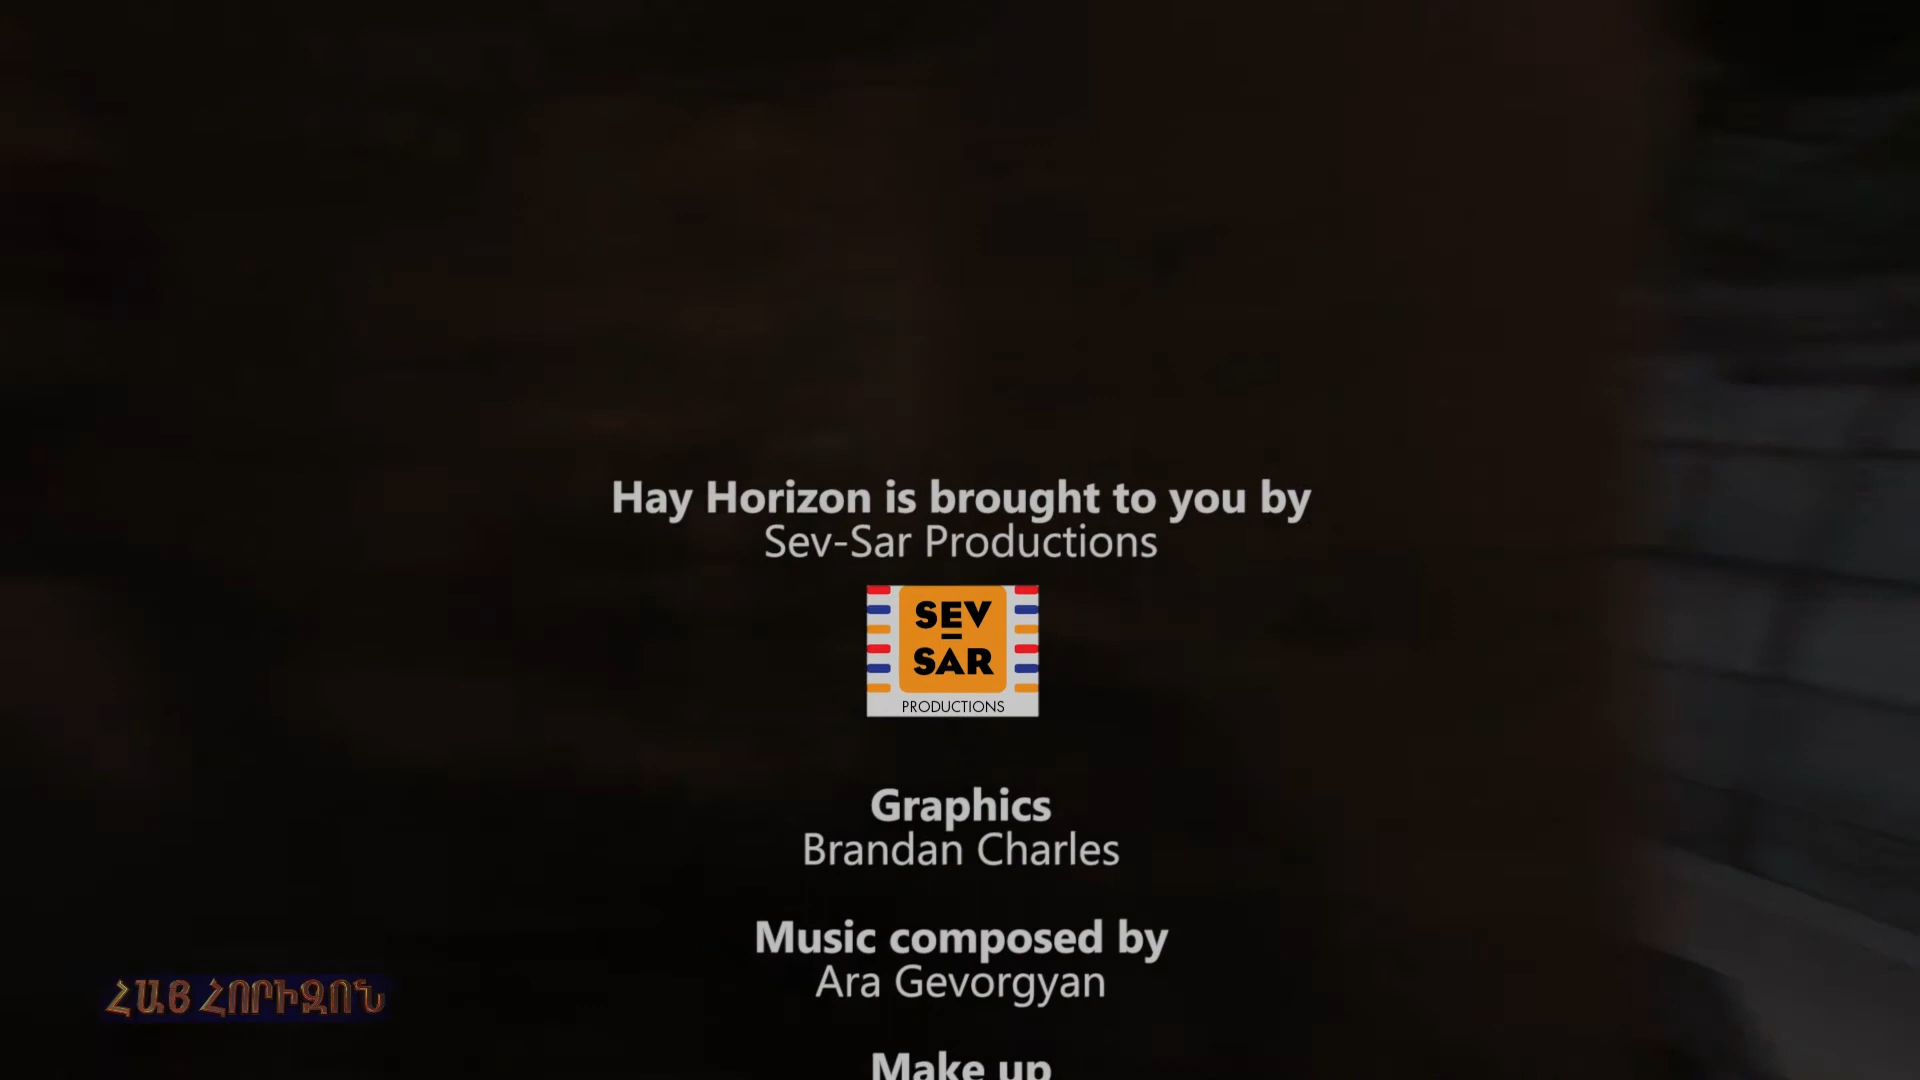 Hay Horizon is brought to you by
Sev-Sar Productions
SEV
SAR
PRODUCTIONS
Graphics
Brandan Charles
Music composed by
Ara Gevorgyan
ՀԱՅ ՀՈՐԻԶՈՆ
Make up